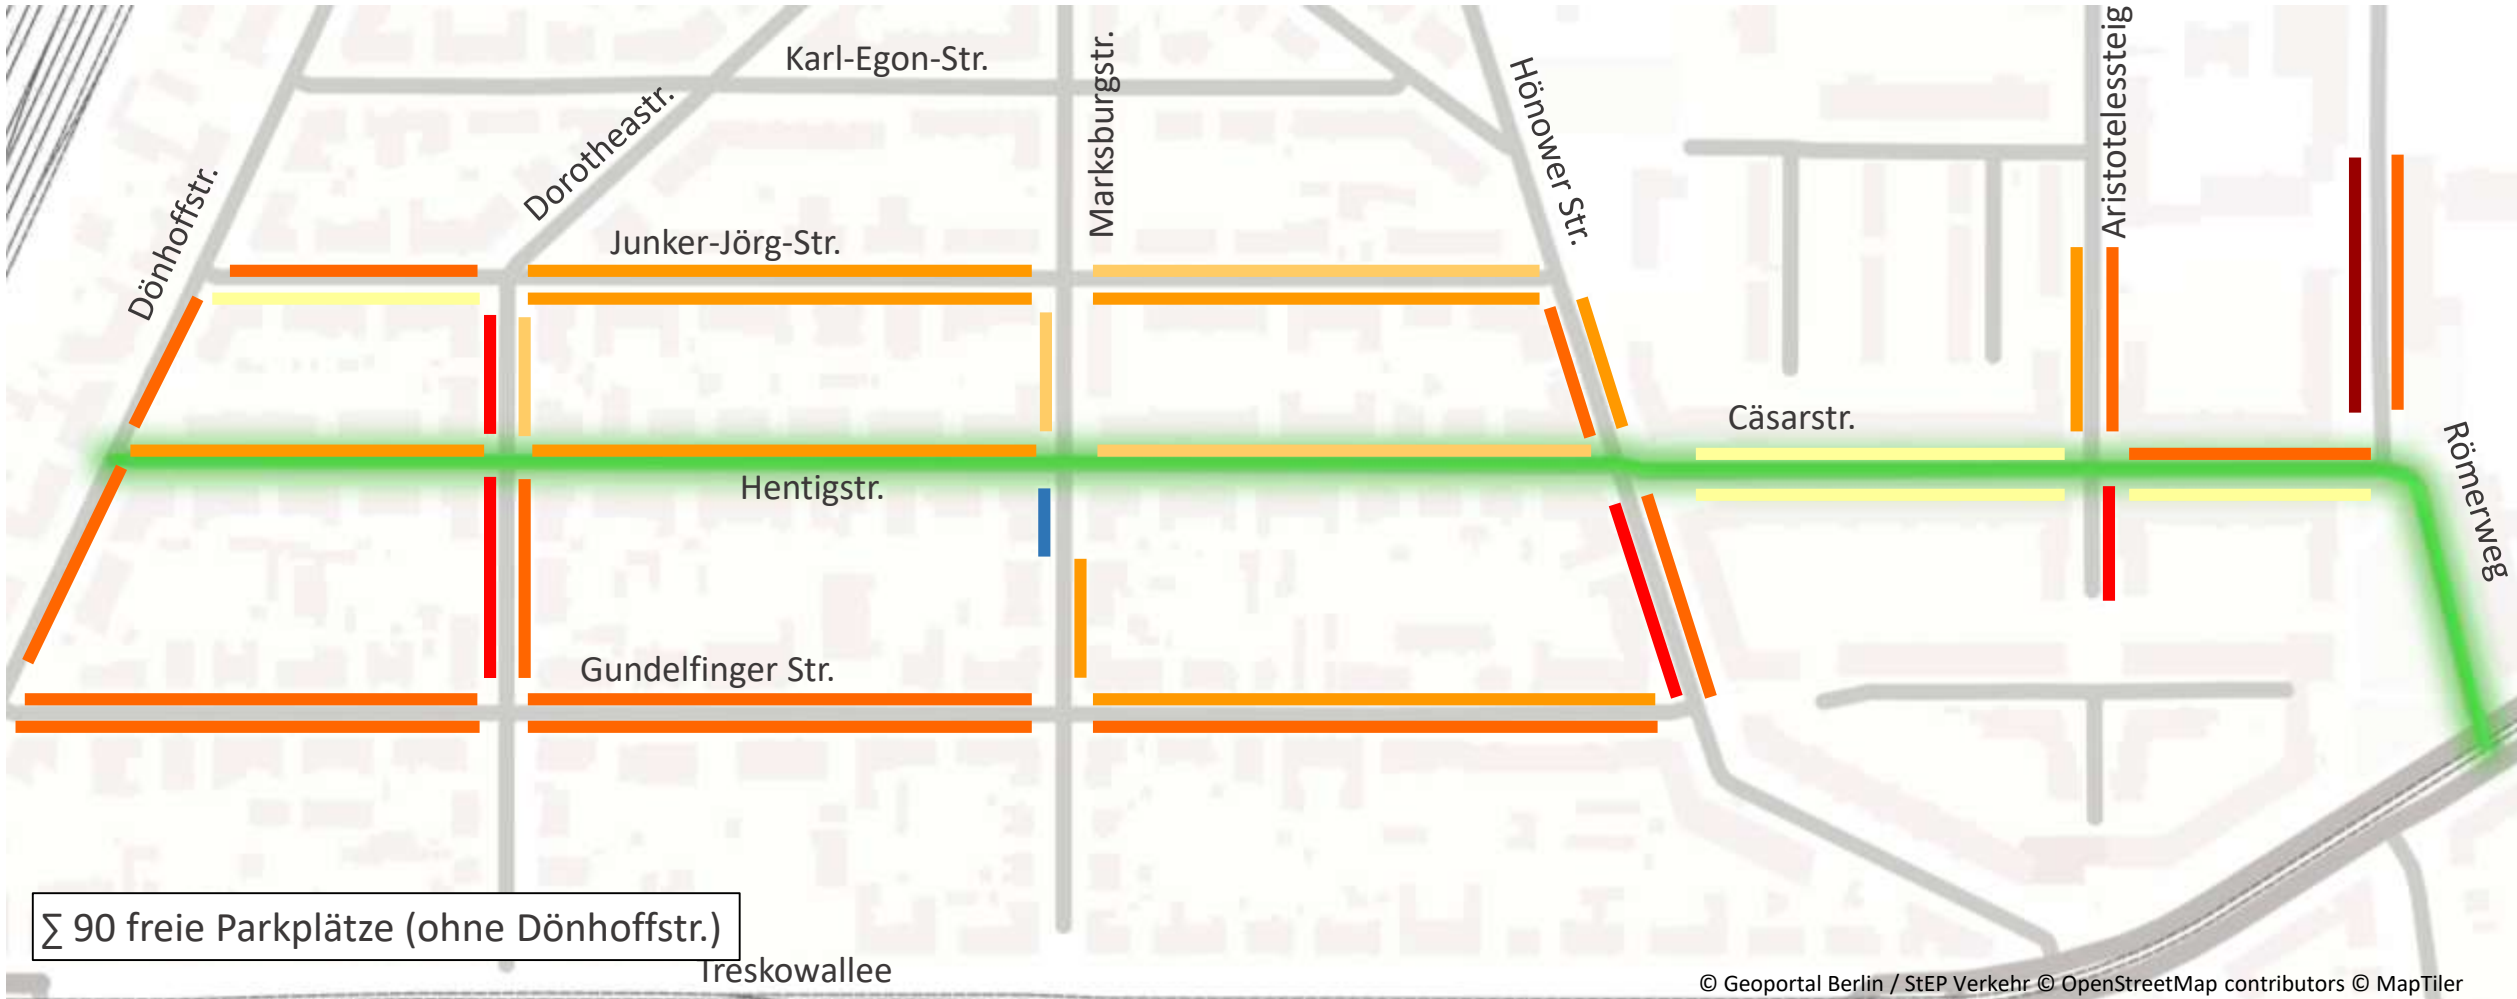 Karl-Egon-Str.
Marksburgstr.
Hönower Str.
Aristotelessteig
Dorotheastr.
Dönhoffstr.
Junker-Jörg-Str.
Cäsarstr.
Römerweg
Hentigstr.
Gundelfinger Str.
∑ 90 freie Parkplätze (ohne Dönhoffstr.)
Treskowallee
© Geoportal Berlin / StEP Verkehr © OpenStreetMap contributors © MapTiler